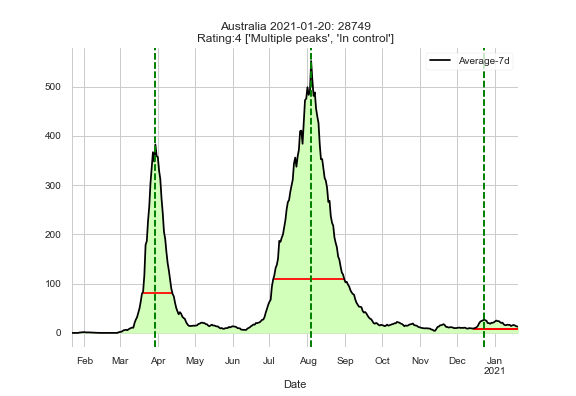 Australia 2021-01-20: 28749
Rating:4 ['Multiple peaks', 'In control']
Average-7d
500
400
300
200
100
0
Feb Mar Apr May Jun Jul Aug Sep Oct Nov Dec Jan
2021
Date